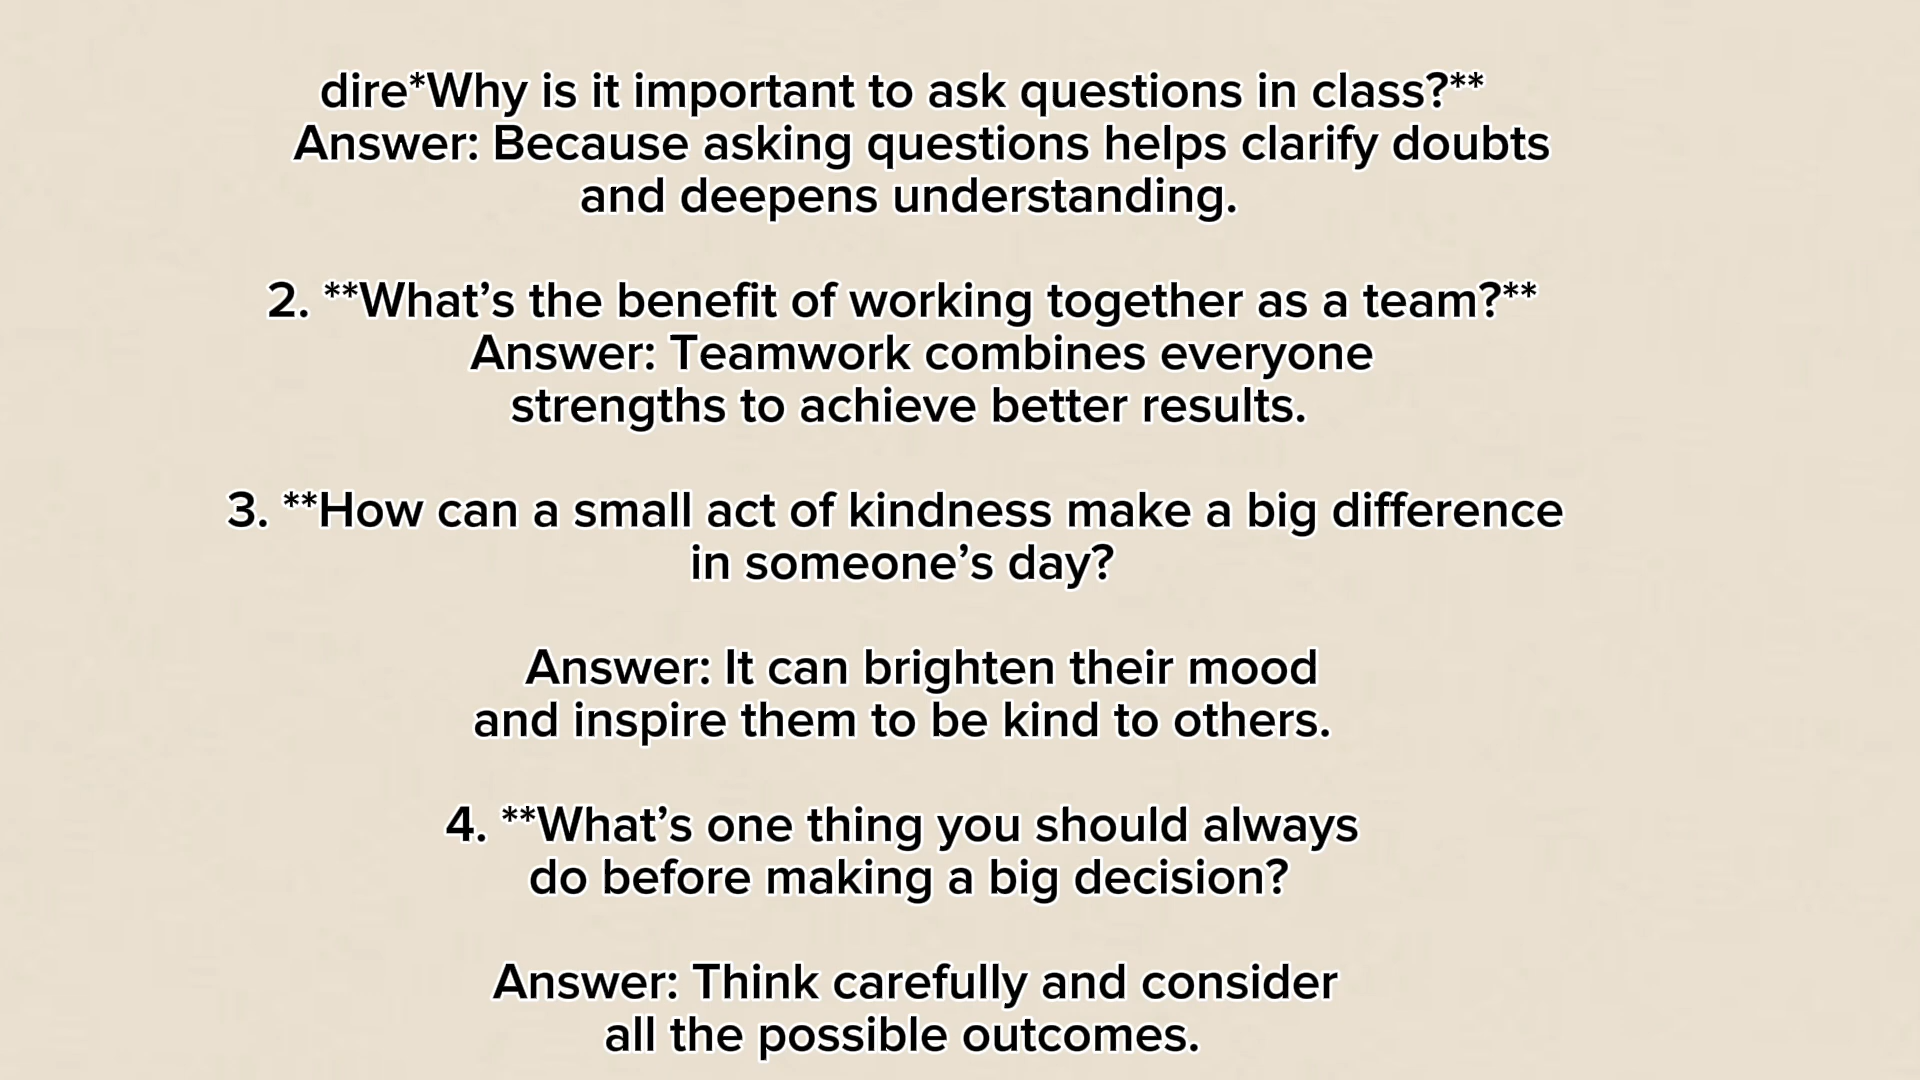 dire*Why is it important to ask questions in class?**
Answer: Because asking questions helps clarify doubts
and deepens understanding.
2. **What’s the benefit of working together as a team?**
Answer: Teamwork combines everyone
strengths to achieve better results.
3. **How can a small act of kindness make a big difference
in someone’s day?
Answer: It can brighten their mood
and inspire them to be kind to others.
4. **What’s one thing you should always
do before making a big decision?
Answer: Think carefully and consider
all the possible outcomes.